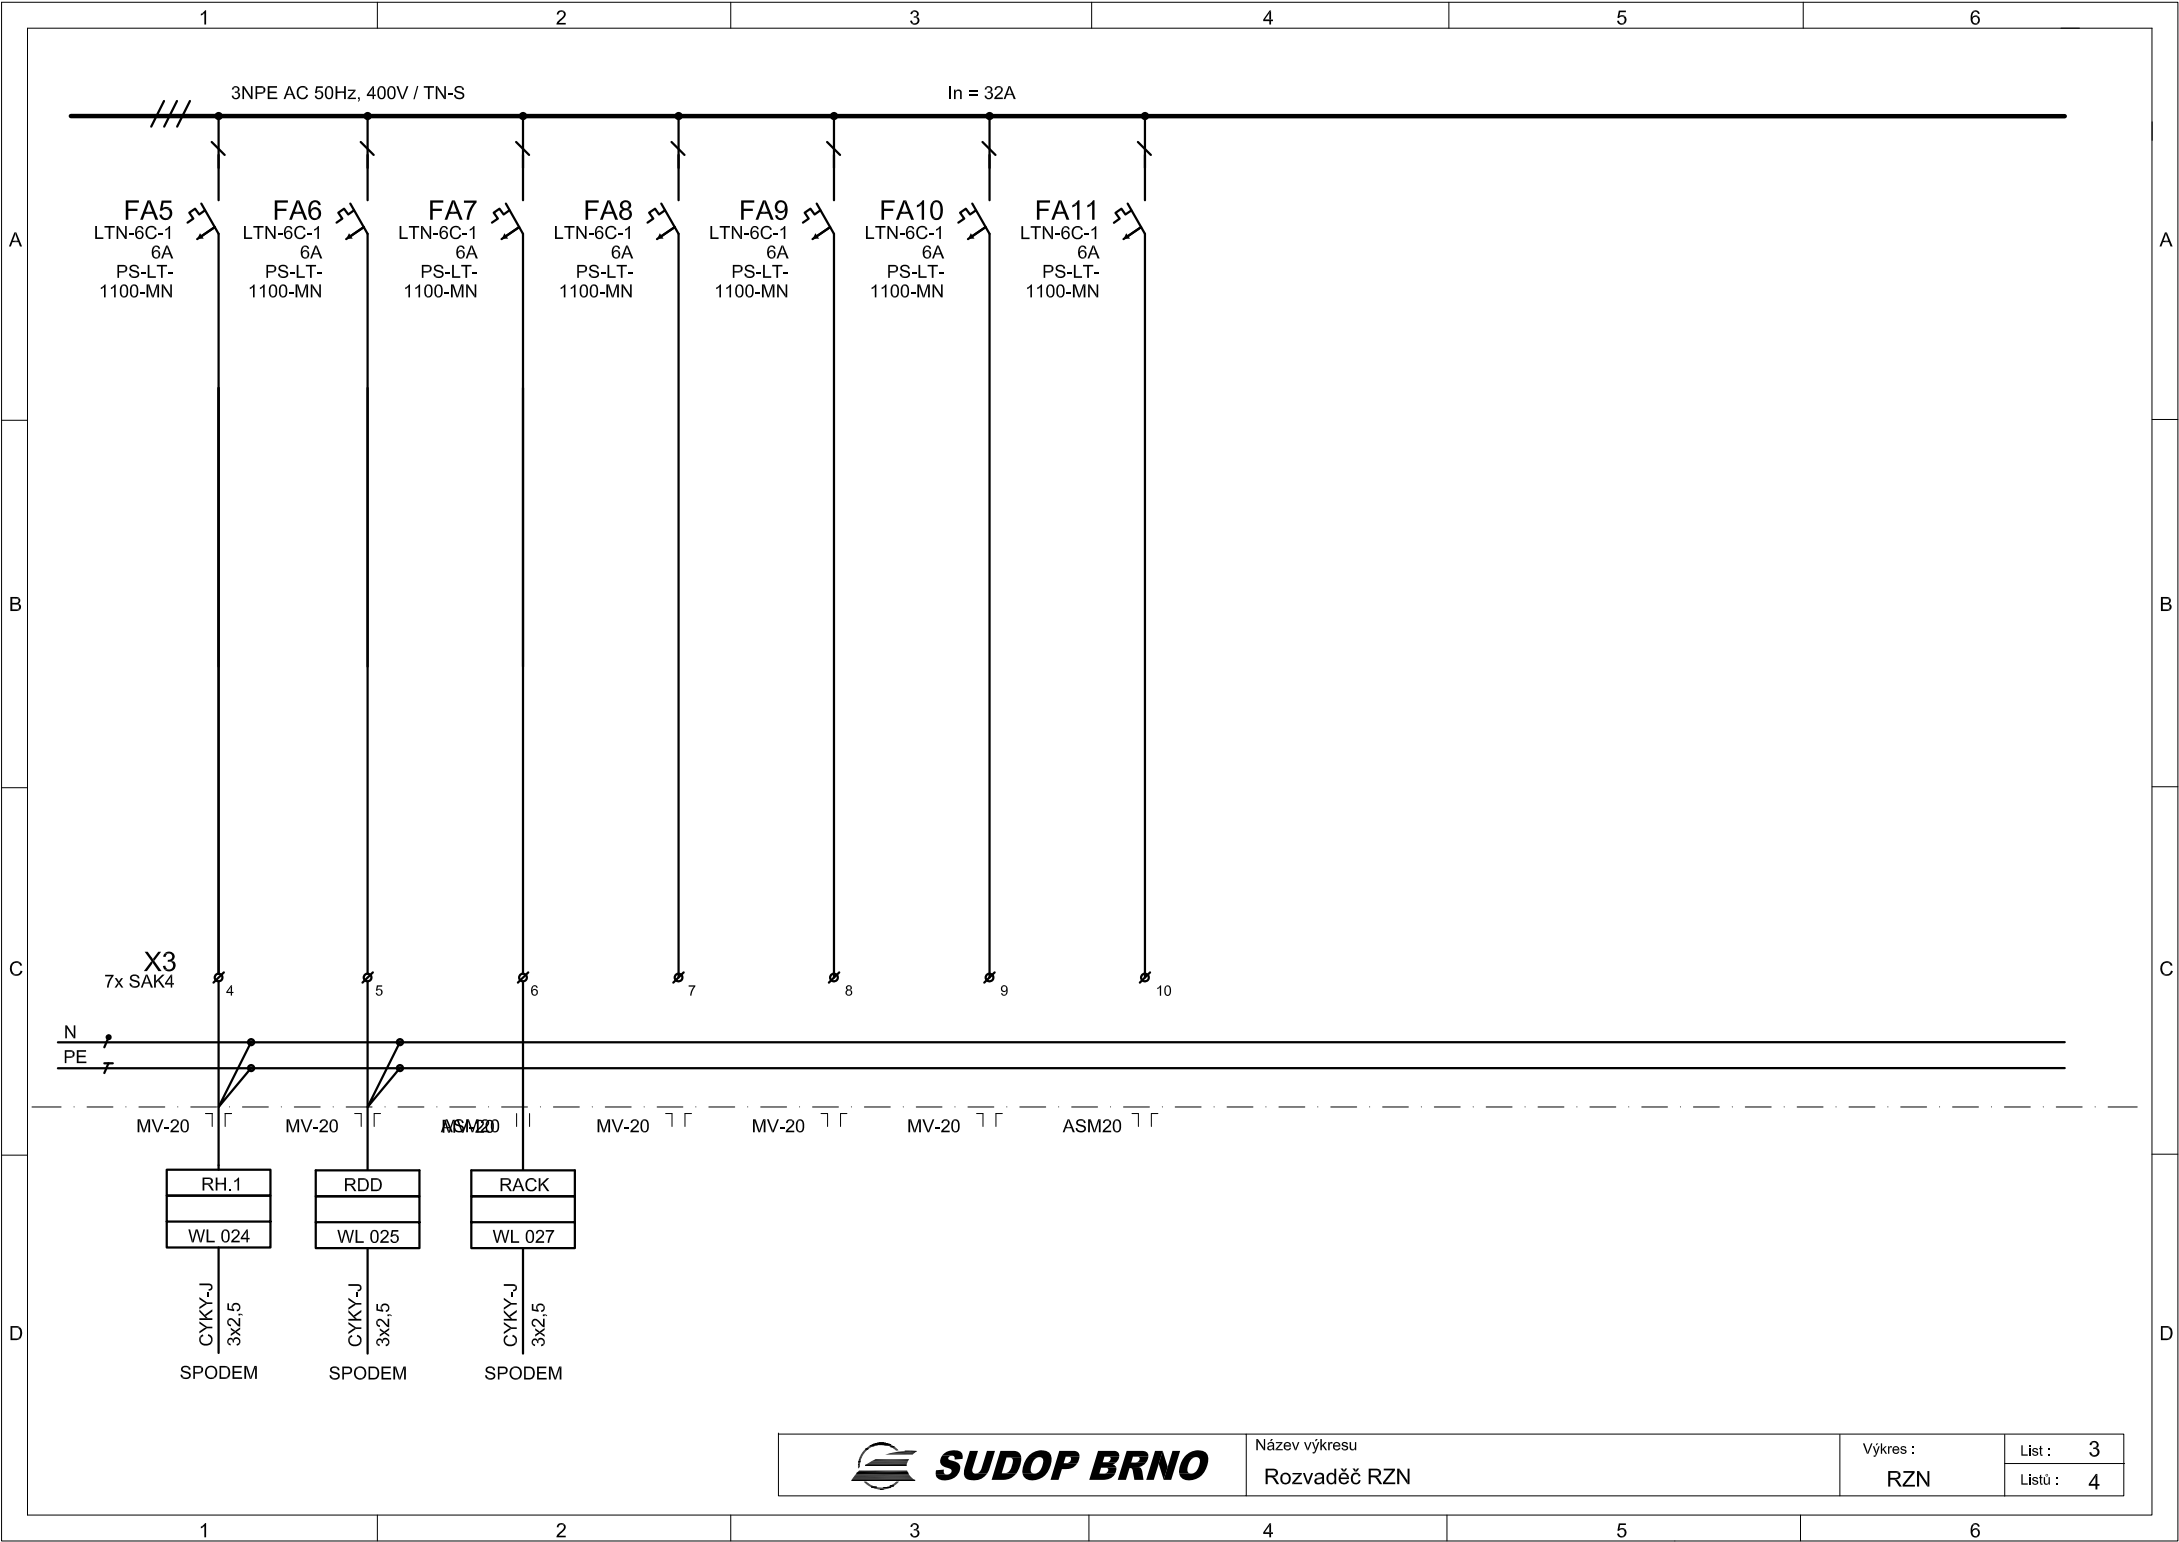 1 2 3 4 5 6
3NPE AC 50Hz, 400V / TN-S
In = 32A
A
A
FA5
LTN-6C-1
6A
PS-LT-
1100-MN
FA6
LTN-6C-1
6A
PS-LT-
1100-MN
FA7
LTN-6C-1
6A
PS-LT-
1100-MN
FA8
LTN-6C-1
6A
PS-LT-
1100-MN
FA9
LTN-6C-1
6A
PS-LT-
1100-MN
FA10
LTN-6C-1
6A
PS-LT-
1100-MN
FA11
LTN-6C-1
6A
PS-LT-
1100-MN
B
B
C
C
X3
7x SAK4
4 5 6 7 8 9 10
N
PE
MV-20 MV-20 MV-20 MV-20 MV-20 ASM20
RH.1
WL 024
CYKY-J
3x2,5
SPODEM
RDD
WL 025
CYKY-J
3x2,5
SPODEM
RACK
WL 027
CYKY-J
3x2,5
SPODEM
D
D
SUDOP BRNO
Název výkresu
Rozvaděč RZN
Výkres :
RZN
List : 3
Listů : 4
1 2 3 4 5 6